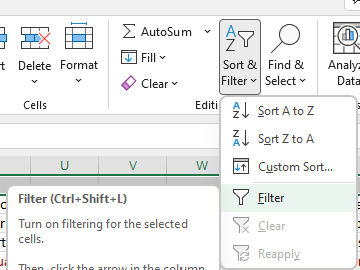 AutoSum
Fill
Clear
Delete
Format
Sort &
Filter
Find &
Select
Analyz
Data
Cells
Editi
Sort A to Z
Sort Z to A
Custom Sort...
Filter
Clear
Reapply
U V W
Filter (Ctrl+Shift+L)
Turn on filtering for the selected
cells.
Then, click the arrow in the column